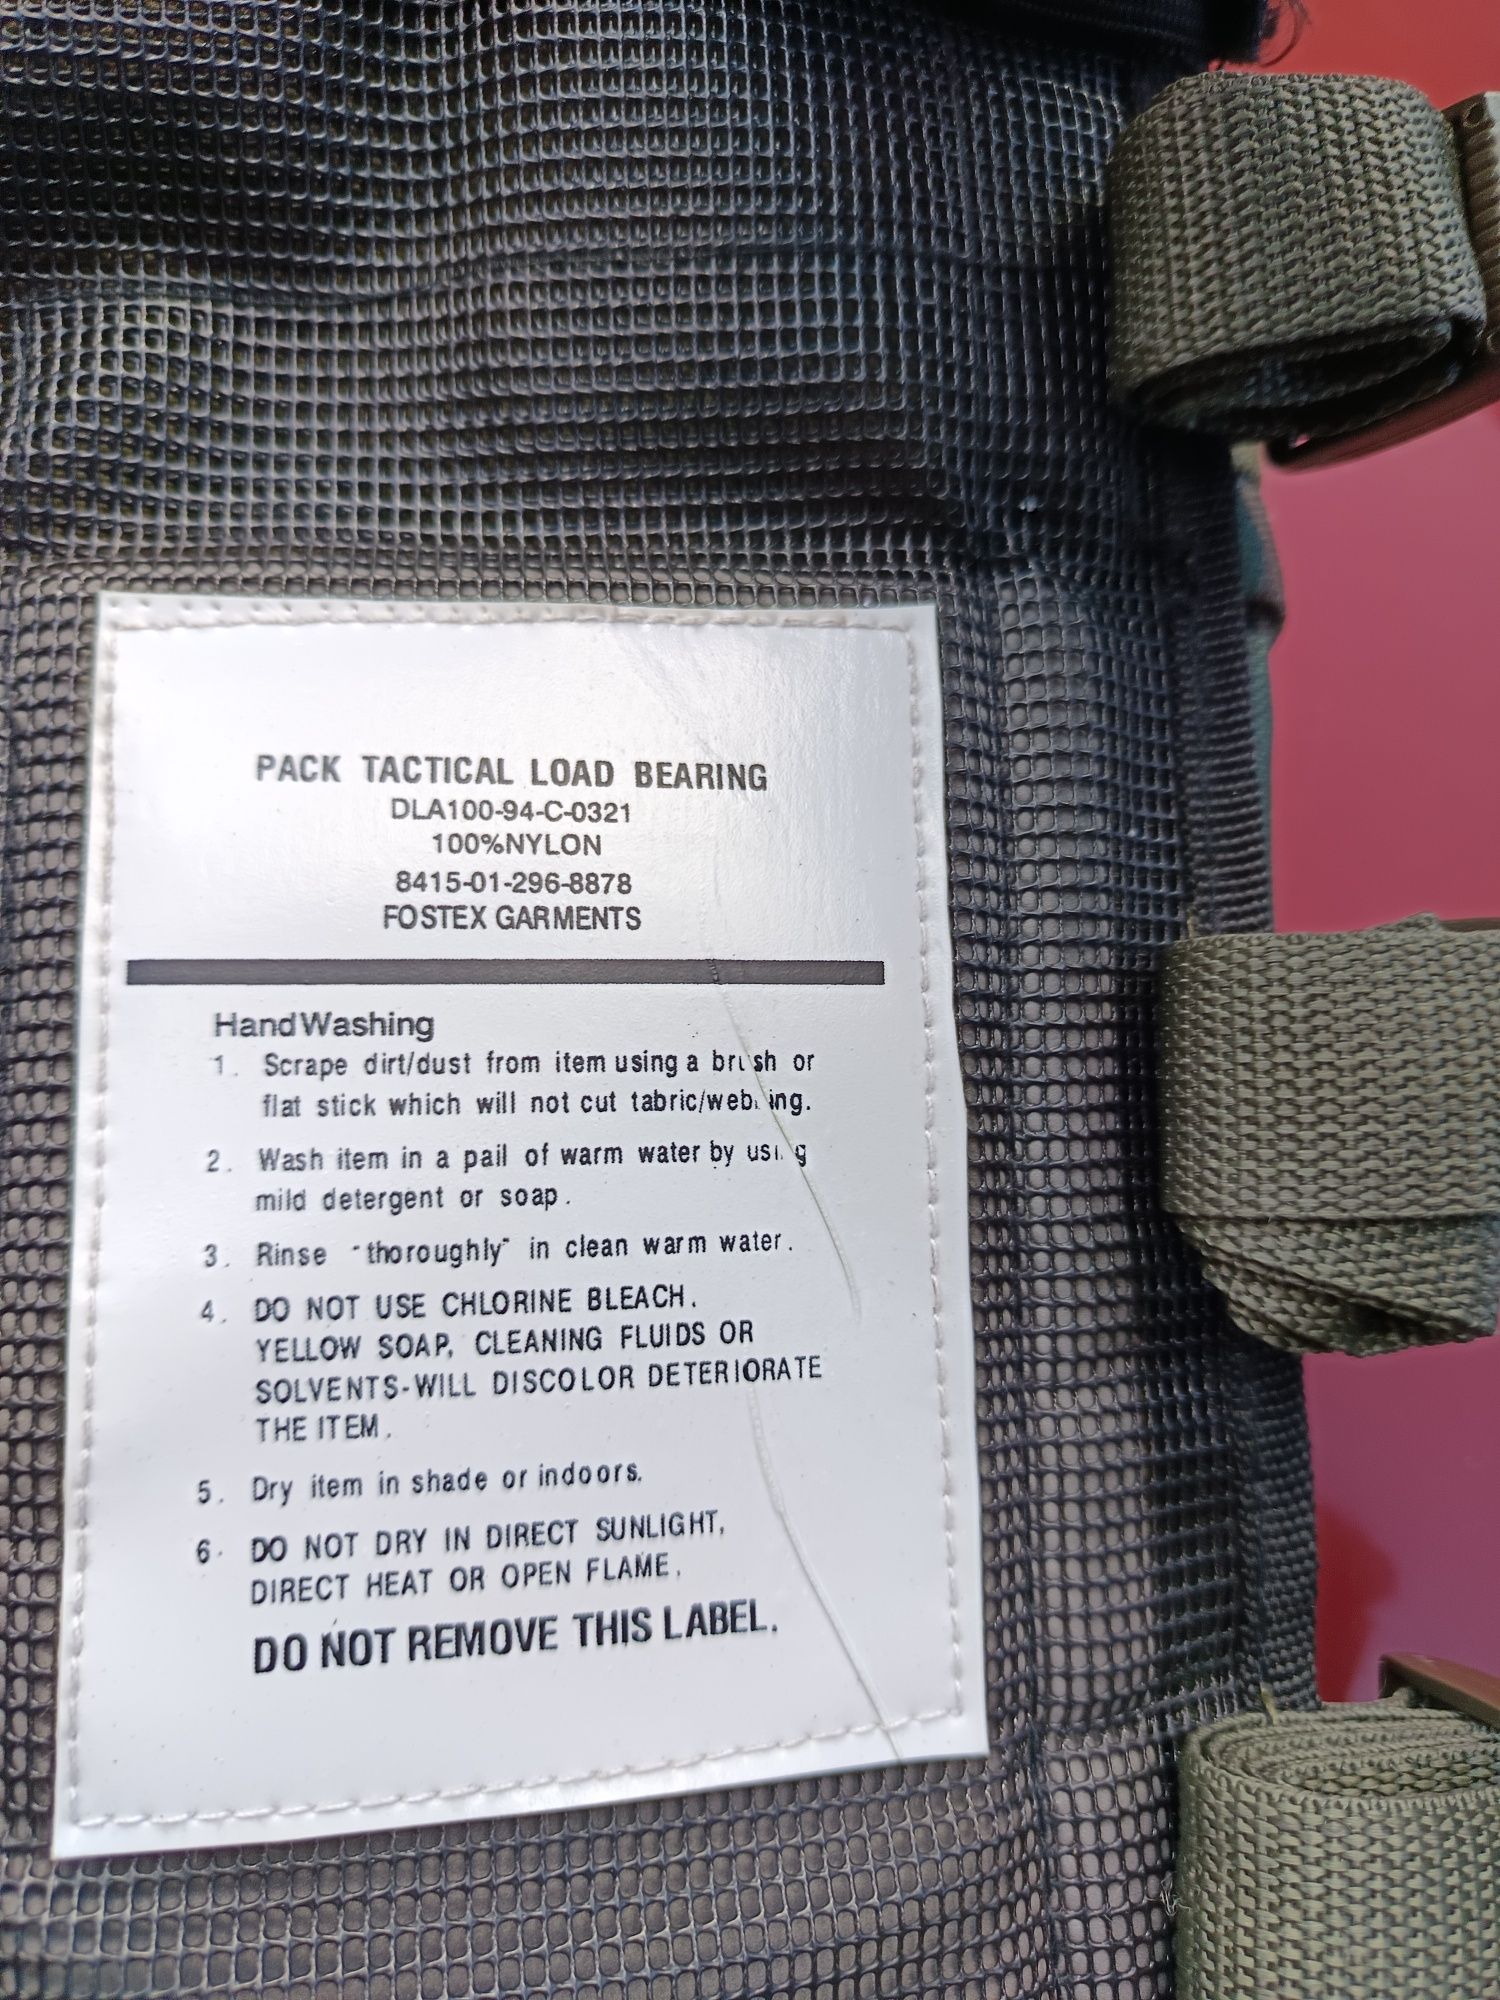 PACK TACTICAL LOAD BEARING
DLA100-94-C-0321
100%NYLON
8415-01-296-8878
FOSTEX GARMENTS
Hand Washing
1. Scrape dirt/dust from item using a brush or
flat stick which will not cut tabric/webbing.
2. Wash item in a pail of warm water by using
mild detergent or soap.
3. Rinse "thoroughly" in clean warm water.
4. DO NOT USE CHLORINE BLEACH.
YELLOW SOAP, CLEANING FLUIDS OR
SOLVENTS-WILL DISCOLOR DETERIORATE
THE ITEM.
5. Dry item in shade or indoors.
6. DO NOT DRY IN DIRECT SUNLIGHT,
DIRECT HEAT OR OPEN FLAME.
DO NOT REMOVE THIS LABEL.